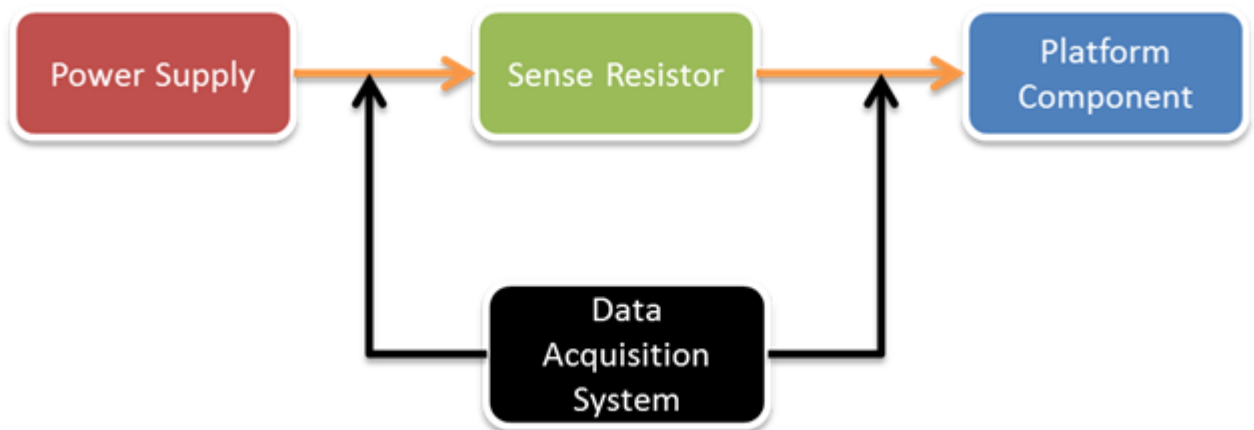 Power Supply
Sense Resistor
Platform
Component
Data
Acquisition
System